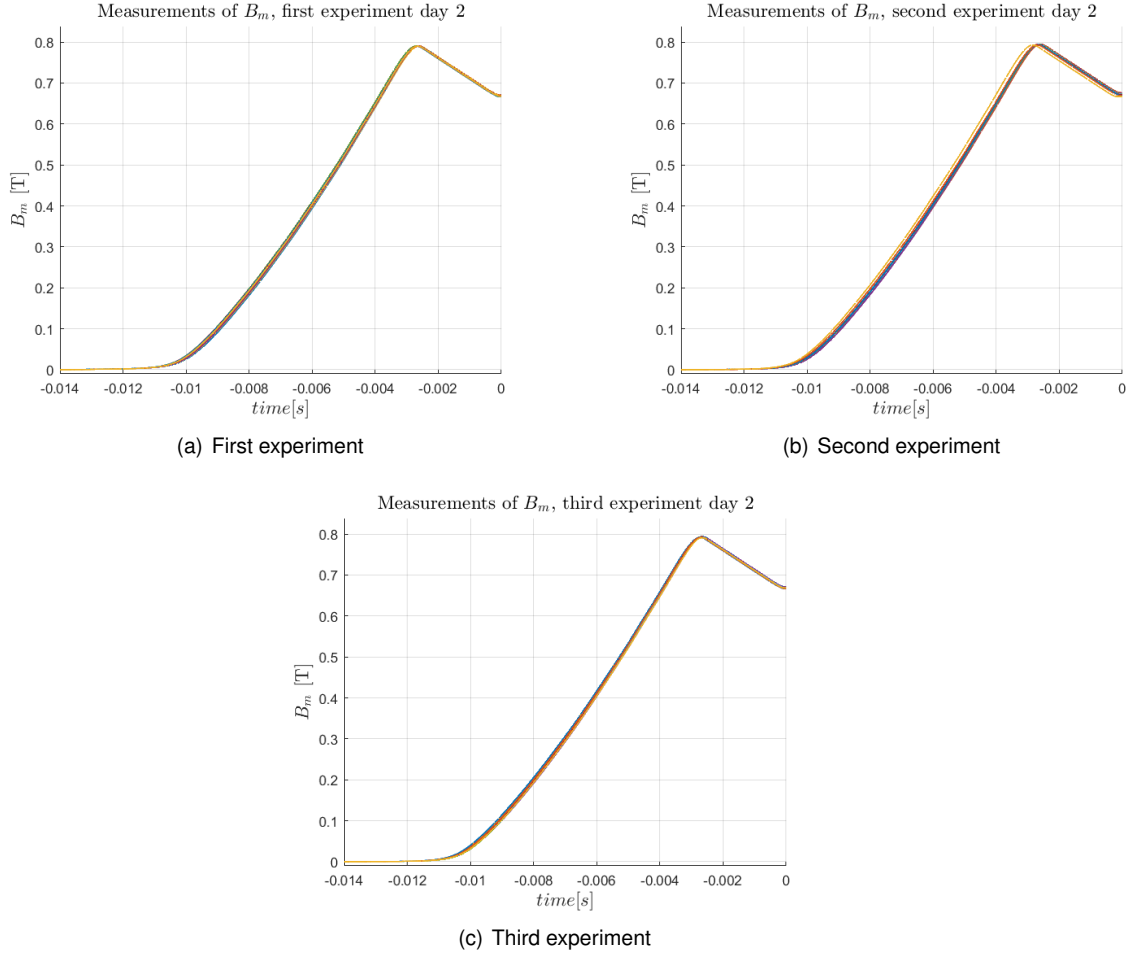 Measurements of B_m, first experiment day 2
0.8
0.7
0.6
0.5
0.4
0.3
0.2
0.1
0
B_m [T]
-0.014 -0.012 -0.01 -0.008 -0.006 -0.004 -0.002 0
time[s]
(a) First experiment
Measurements of B_m, second experiment day 2
0.8
0.7
0.6
0.5
0.4
0.3
0.2
0.1
0
B_m [T]
-0.014 -0.012 -0.01 -0.008 -0.006 -0.004 -0.002 0
time[s]
(b) Second experiment
Measurements of B_m, third experiment day 2
0.8
0.7
0.6
0.5
0.4
0.3
0.2
0.1
0
B_m [T]
-0.014 -0.012 -0.01 -0.008 -0.006 -0.004 -0.002 0
time[s]
(c) Third experiment